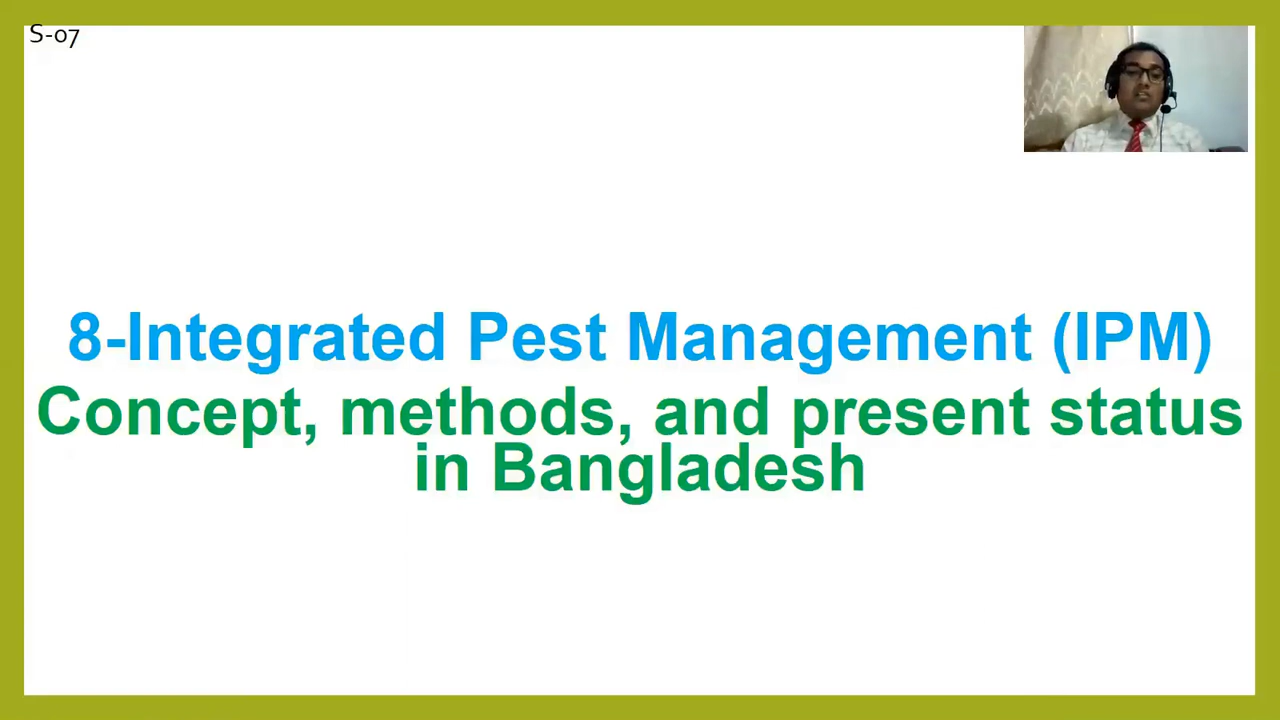 S-07
8-Integrated Pest Management (IPM)
Concept, methods, and present status
in Bangladesh